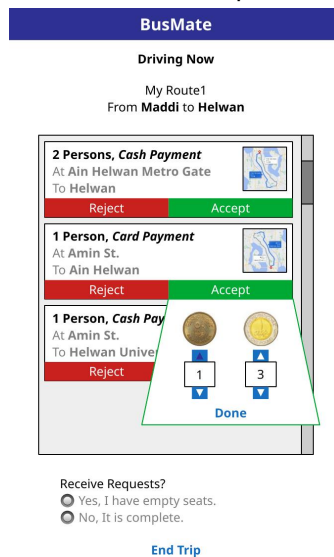 BusMate
Driving Now
My Route1
From Maddi to Helwan
2 Persons, Cash Payment
At Ain Helwan Metro Gate
To Helwan
Reject Accept
1 Person, Card Payment
At Amin St.
To Ain Helwan
Reject Accept
1 Person, Cash Pay
At Amin St.
To Helwan Univer
Reject
1 3
Done
Receive Requests?
Yes, I have empty seats.
No, It is complete.
End Trip